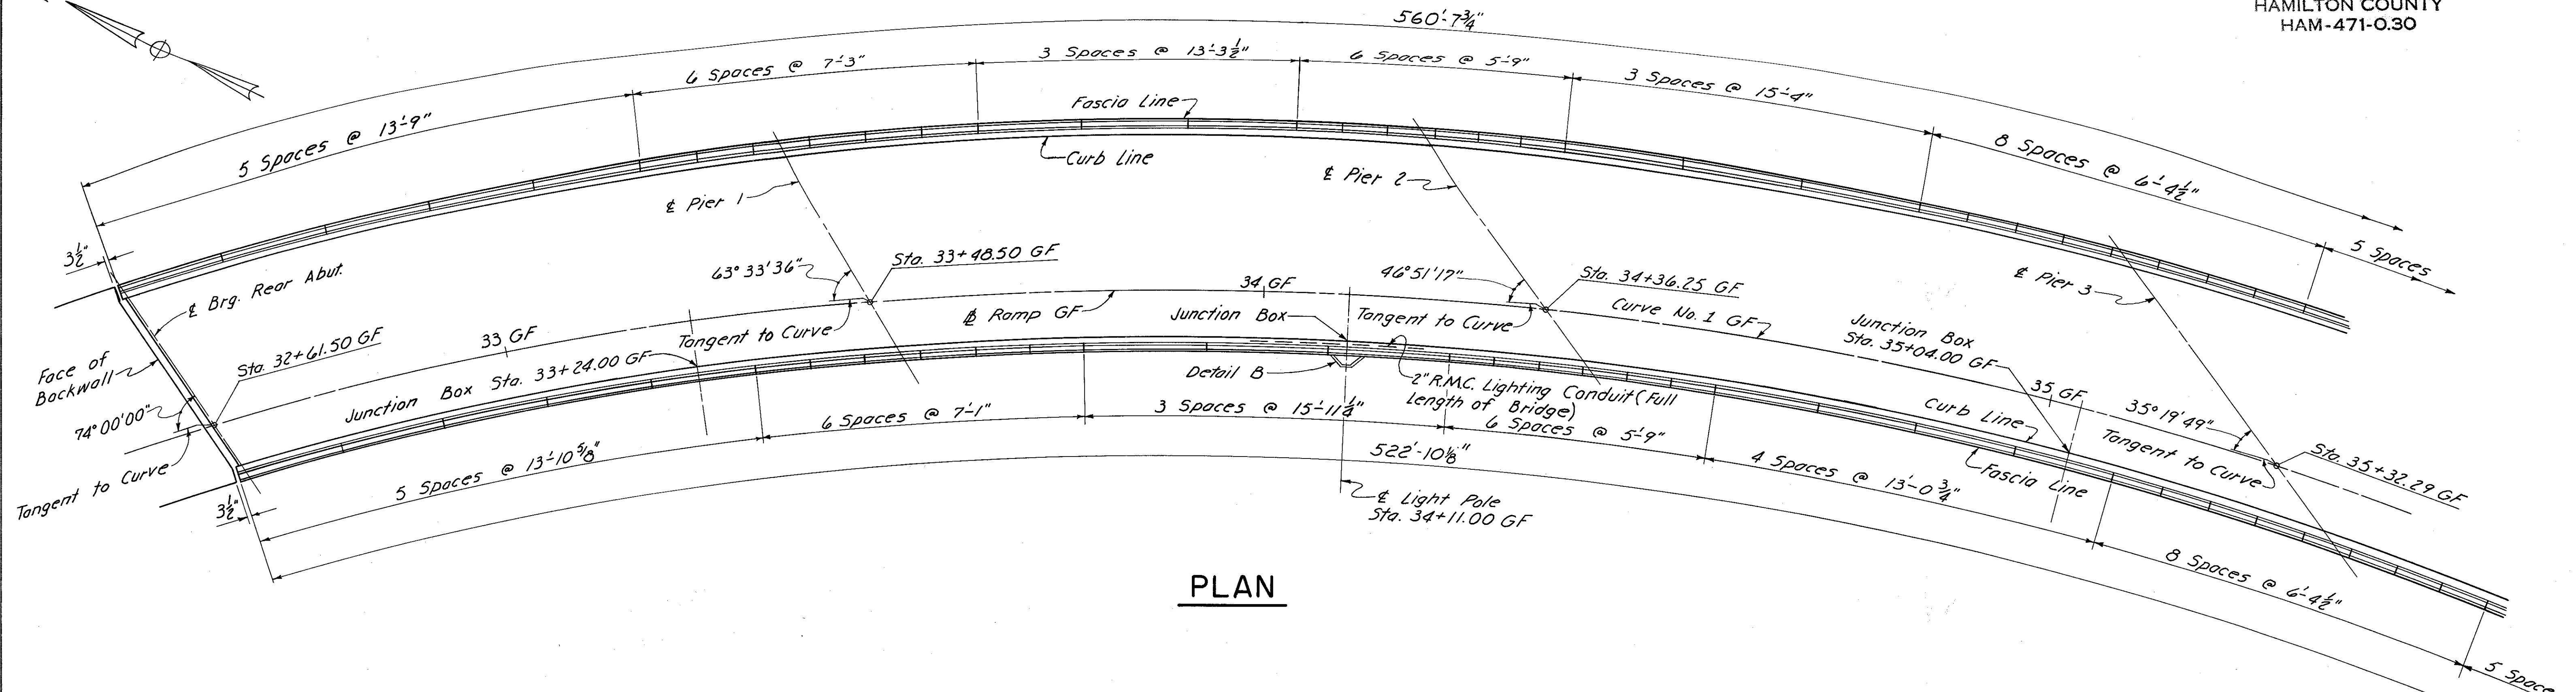 HAMILTON COUNTY
HAM-471-0.30
560'-7¾"
5 Spaces @ 13'-9"
6 Spaces @ 7'-3"
3 Spaces @ 13'-3½"
6 Spaces @ 5'-9"
3 Spaces @ 15'-4"
8 Spaces @ 6'-4½"
5 Spaces
Fascia Line
Curb Line
℄ Pier 1
℄ Pier 2
℄ Pier 3
3½"
℄ Brg. Rear Abut.
Face of
Backwall
74°00'00"
Tangent to Curve
Sta. 32+61.50 GF
33 GF
Junction Box Sta. 33+24.00 GF
63°33'36"
Tangent to Curve
Sta. 33+48.50 GF
℄ Ramp GF
34 GF
Junction Box
46°51'17"
Tangent to Curve
Sta. 34+36.25 GF
Curve No. 1 GF
Junction Box
Sta. 35+04.00 GF
35 GF
35°19'49"
Tangent to Curve
Sta. 35+32.29 GF
Curb Line
Fascia Line
Detail B
2" R.M.C. Lighting Conduit (Full
Length of Bridge)
3½"
5 Spaces @ 13'-10⅝"
6 Spaces @ 7'-1"
3 Spaces @ 15'-11¼"
6 Spaces @ 5'-9"
4 Spaces @ 13'-0¾"
8 Spaces @ 6'-4½"
522'-10⅛"
℄ Light Pole
Sta. 34+11.00 GF
PLAN